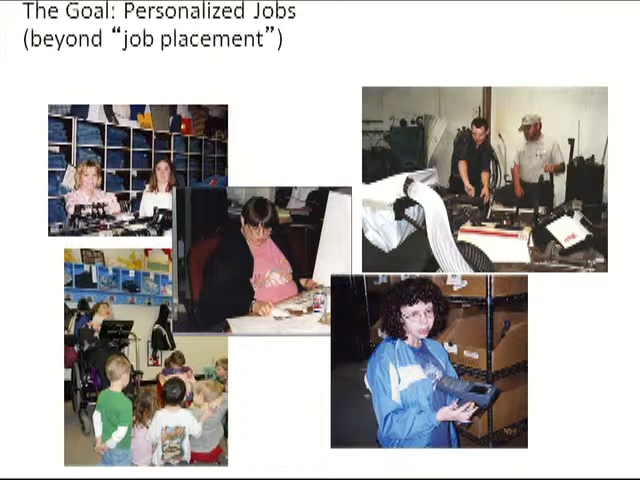 The Goal: Personalized Jobs
(beyond “job placement”)